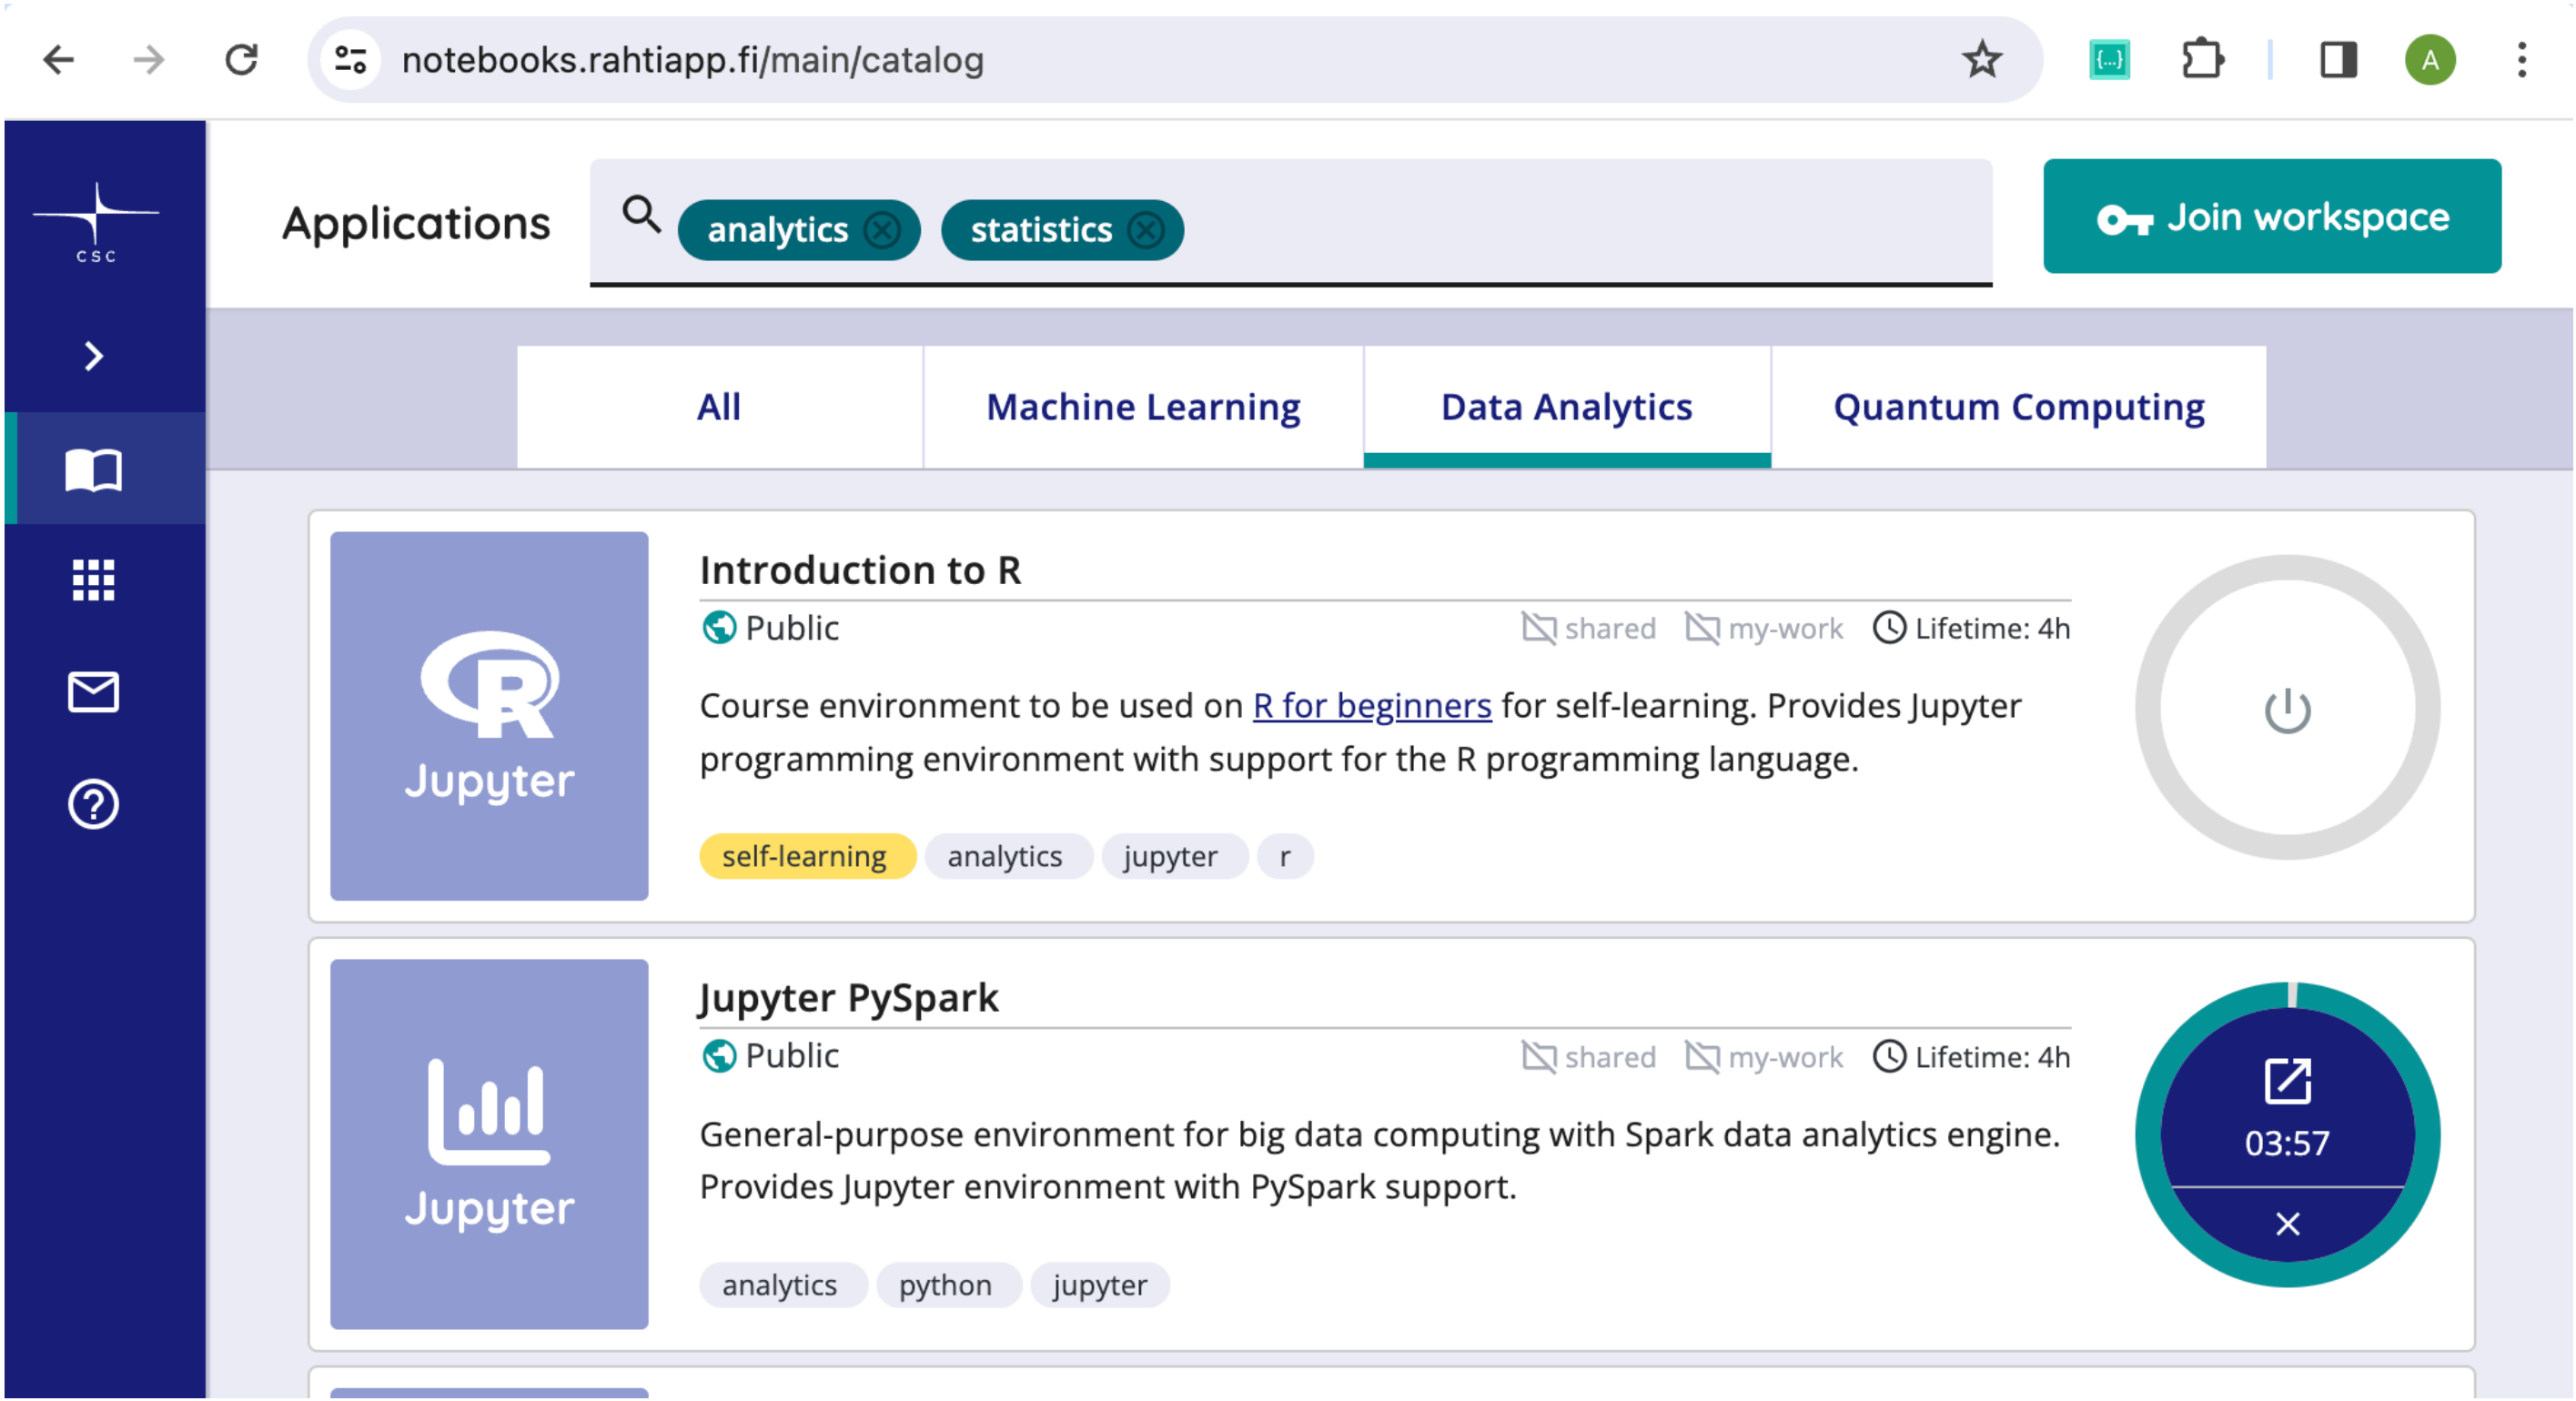 notebooks.rahtiapp.fi/main/catalog
{...}
A
CSC
Applications
analytics
statistics
Join workspace
All
Machine Learning
Data Analytics
Quantum Computing
R
Jupyter
Introduction to R
Public
shared
my-work
Lifetime: 4h
Course environment to be used on R for beginners for self-learning. Provides Jupyter
programming environment with support for the R programming language.
self-learning
analytics
jupyter
r
Jupyter
Jupyter PySpark
Public
shared
my-work
Lifetime: 4h
General-purpose environment for big data computing with Spark data analytics engine.
Provides Jupyter environment with PySpark support.
analytics
python
jupyter
03:57